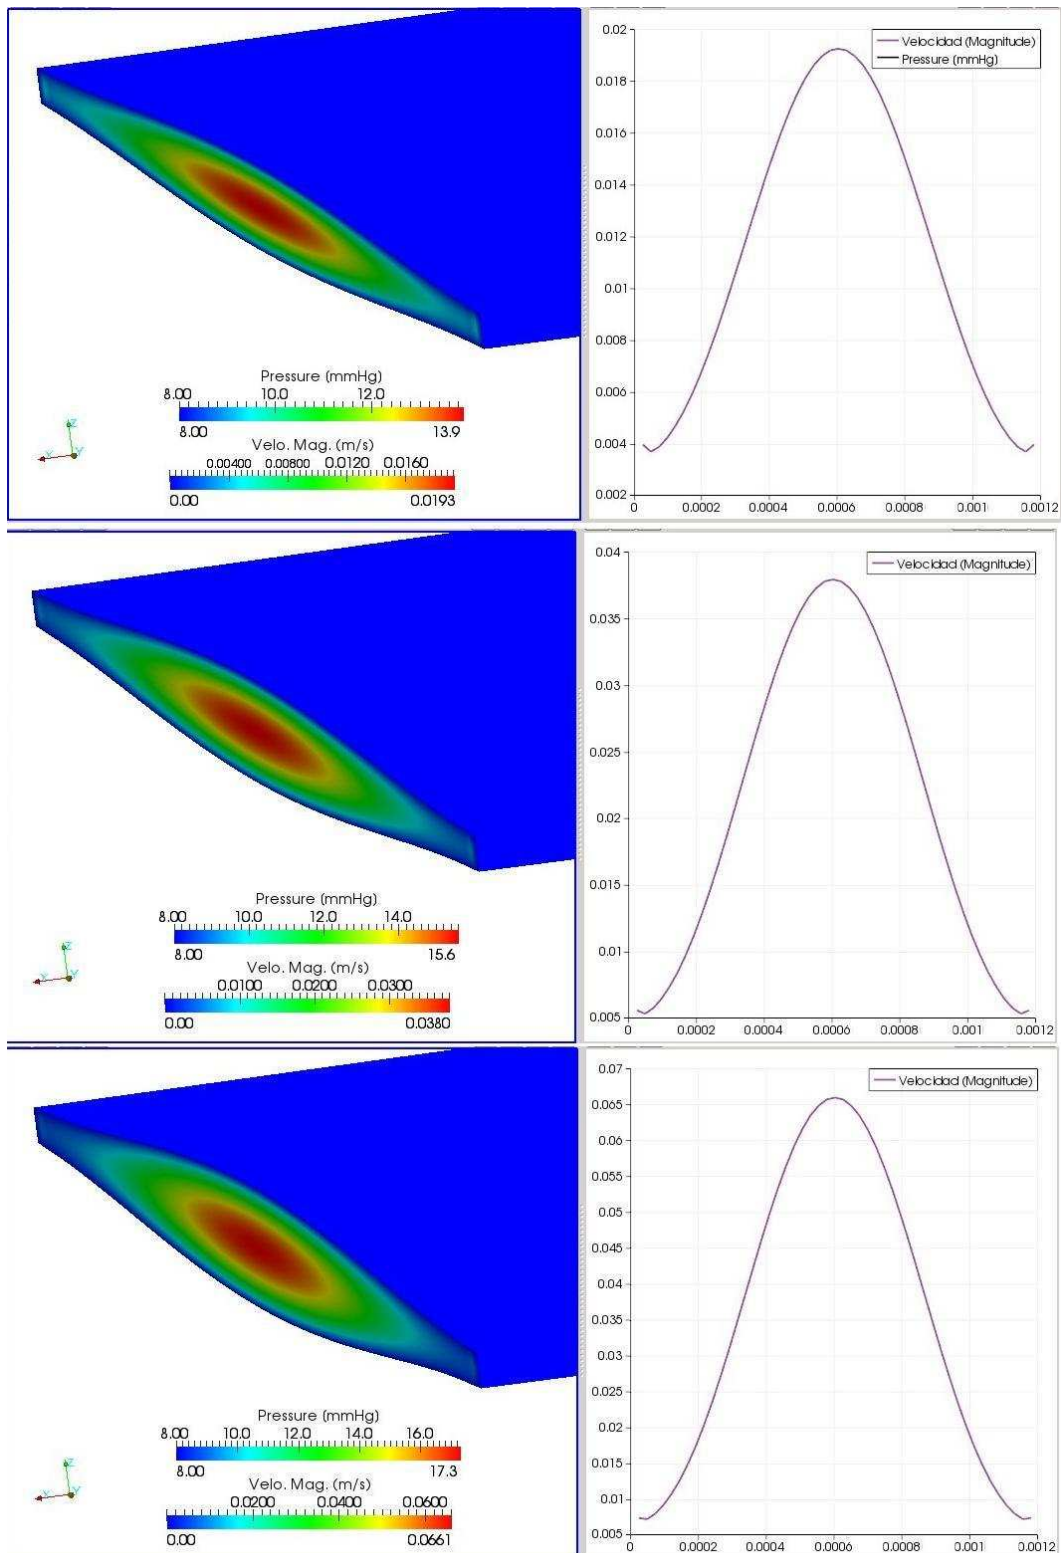 Pressure (mmHg)
8.00 10.0 12.0
8.00 13.9
Velo. Mag. (m/s)
0.00400 0.00800 0.0120 0.0160
0.00 0.0193
Z
X Y
Velocidad (Magnitude)
Pressure (mmHg)
0.02
0.018
0.016
0.014
0.012
0.01
0.008
0.006
0.004
0.002
0 0.0002 0.0004 0.0006 0.0008 0.001 0.0012
Pressure (mmHg)
8.00 10.0 12.0 14.0
8.00 15.6
Velo. Mag. (m/s)
0.0100 0.0200 0.0300
0.00 0.0380
Z
X Y
Velocidad (Magnitude)
0.04
0.035
0.03
0.025
0.02
0.015
0.01
0.005
0 0.0002 0.0004 0.0006 0.0008 0.001 0.0012
Pressure (mmHg)
8.00 10.0 12.0 14.0 16.0
8.00 17.3
Velo. Mag. (m/s)
0.0200 0.0400 0.0600
0.00 0.0661
Z
X Y
Velocidad (Magnitude)
0.07
0.065
0.06
0.055
0.05
0.045
0.04
0.035
0.03
0.025
0.02
0.015
0.01
0.005
0 0.0002 0.0004 0.0006 0.0008 0.001 0.0012